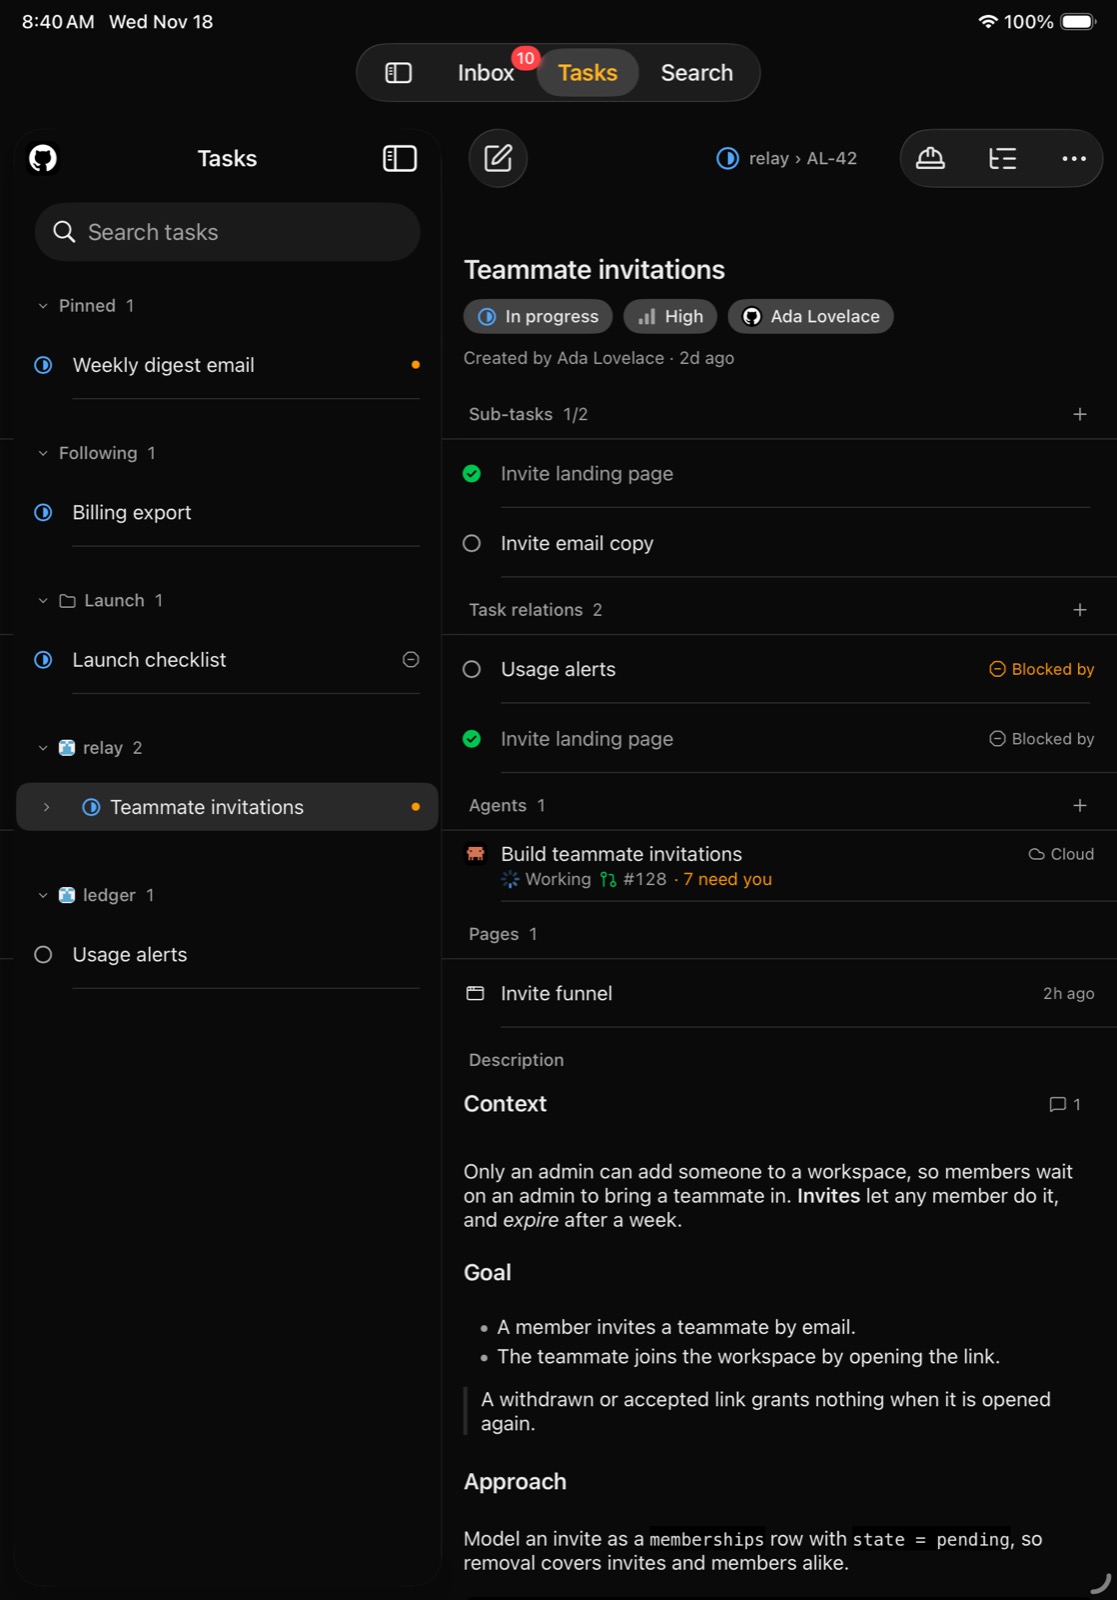 8:40 AM Wed Nov 18
100%
Inbox
10
Tasks
Search
Tasks
Search tasks
Pinned 1
Weekly digest email
Following 1
Billing export
Launch 1
Launch checklist
relay 2
Teammate invitations
ledger 1
Usage alerts
relay › AL-42
Teammate invitations
In progress
High
Ada Lovelace
Created by Ada Lovelace · 2d ago
Sub-tasks 1/2
Invite landing page
Invite email copy
Task relations 2
Usage alerts
Blocked by
Invite landing page
Blocked by
Agents 1
Build teammate invitations
Cloud
Working #128 · 7 need you
Pages 1
Invite funnel
2h ago
Description
Context
1
Only an admin can add someone to a workspace, so members wait
on an admin to bring a teammate in. Invites let any member do it,
and expire after a week.
Goal
• A member invites a teammate by email.
• The teammate joins the workspace by opening the link.
A withdrawn or accepted link grants nothing when it is opened
again.
Approach
Model an invite as a memberships row with state = pending, so
removal covers invites and members alike.